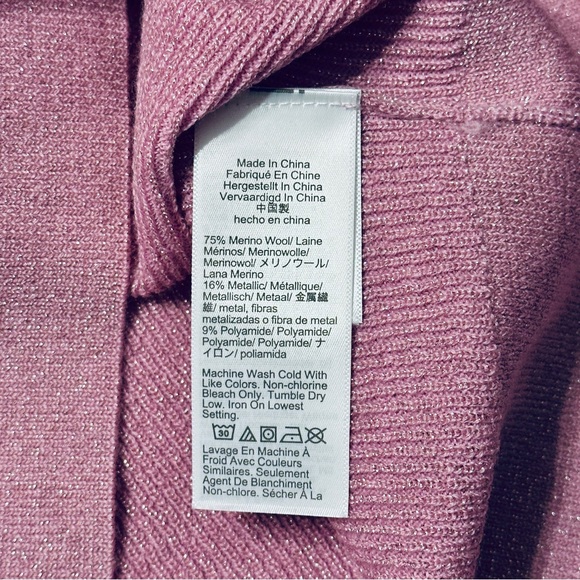 Made In China
Fabriqué En Chine
Hergestellt In China
Vervaardigd In China
中国製
hecho en china
75% Merino Wool/ Laine
Mérinos/ Merinowolle/
Merinowol/ メリノウール/
Lana Merino
16% Metallic/ Métallique/
Metallisch/ Metaal/ 金属繊
維/ metal, fibras
metalizadas o fibra de metal
9% Polyamide/ Polyamide/
Polyamide/ Polyamide/ ナ
イロン/ poliamida
Machine Wash Cold With
Like Colors. Non-chlorine
Bleach Only. Tumble Dry
Low. Iron On Lowest
Setting.
30
Lavage En Machine À
Froid Avec Couleurs
Similaires. Seulement
Agent De Blanchiment
Non-chlore. Sécher À La